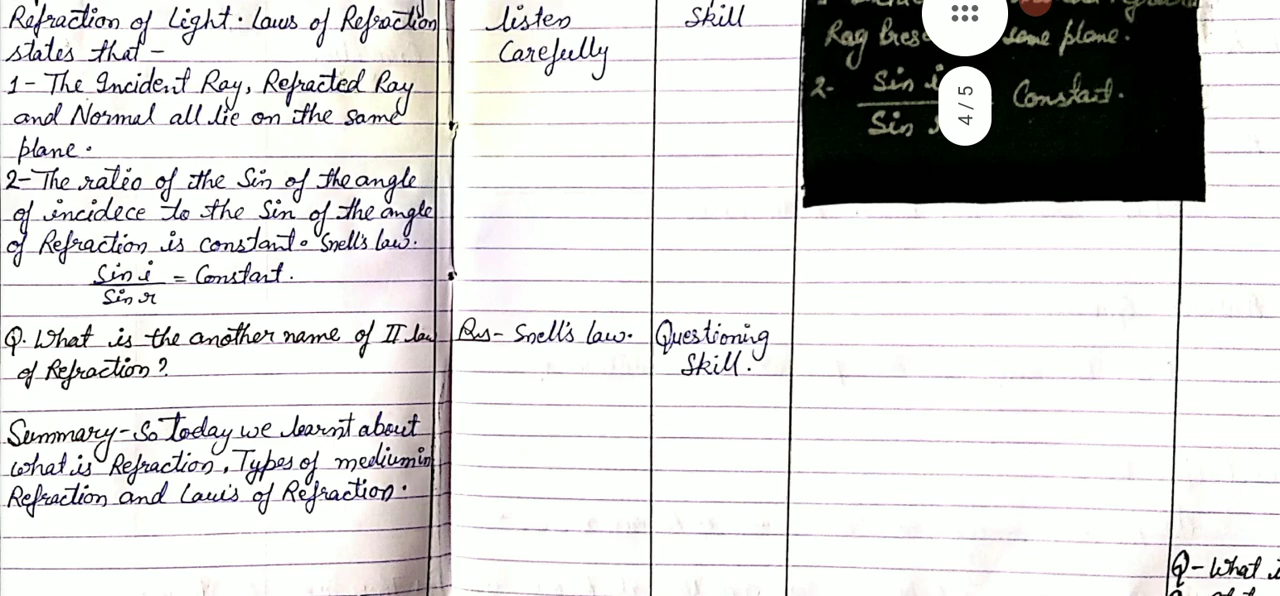 Refraction of Light. Laws of Refraction
states that -
1- The Incident Ray, Refracted Ray
and Normal all lie on the same
plane.
2- The ratio of the Sin of the angle
of incidece to the Sin of the angle
of Refraction is constant. Snell's law.
Sin i = Constant.
Sin r
Q. What is the another name of II law
of Refraction?
Summary- So today we learnt about
what is Refraction, Types of medium in
Refraction and Laws of Refraction.
listen
Carefully
Ans- Snell's law.
Skill
Questioning
Skill.
Ray same plane.
2- Sin i Constant.
Sin
4/5
Q- What